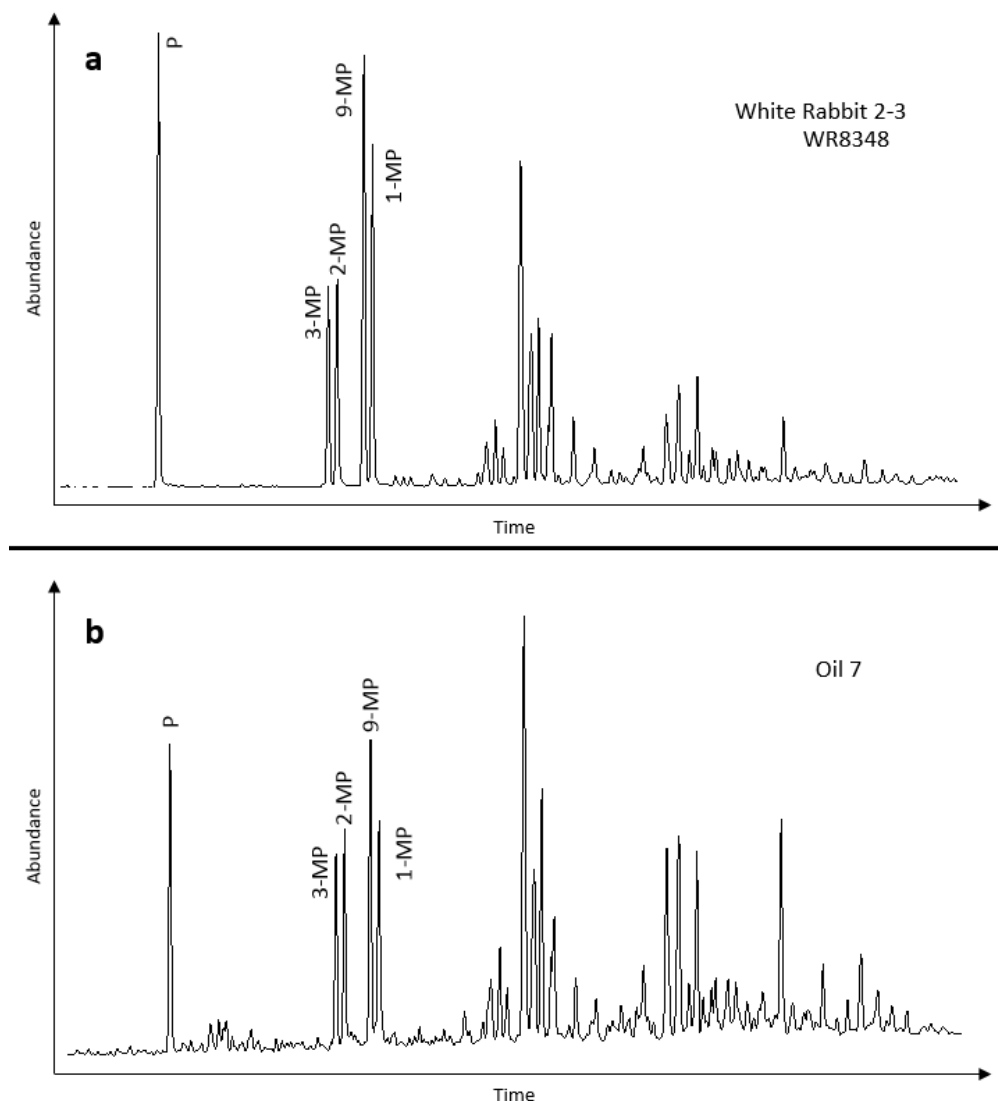 a
P
9-MP
1-MP
2-MP
3-MP
White Rabbit 2-3
WR8348
Abundance
Time
b
Oil 7
P
9-MP
2-MP
3-MP
1-MP
Abundance
Time